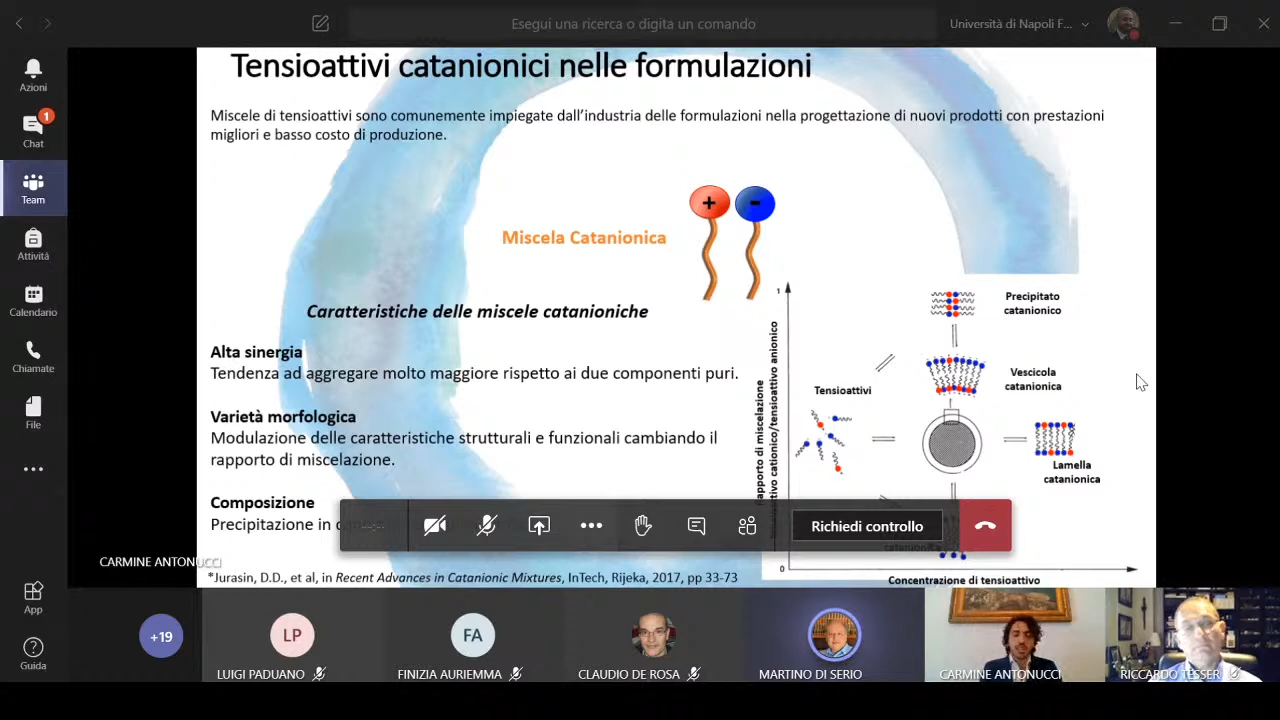 Esegui una ricerca o digita un comando
Università di Napoli F...
Azioni
Chat
1
Team
Attività
Calendario
Chiamate
File
App
Guida
Tensioattivi catanionici nelle formulazioni
Miscele di tensioattivi sono comunemente impiegate dall'industria delle formulazioni nella progettazione di nuovi prodotti con prestazioni
migliori e basso costo di produzione.
+
-
Miscela Catanionica
Caratteristiche delle miscele catanioniche
Alta sinergia
Tendenza ad aggregare molto maggiore rispetto ai due componenti puri.
Varietà morfologica
Modulazione delle caratteristiche strutturali e funzionali cambiando il
rapporto di miscelazione.
Composizione
Precipitazione in
1
Precipitato
catanionico
Vescicola
catanionica
Tensioattivi
Lamella
catanionica
Rapporto di miscelazione
cationico/tensioattivo anionico
0
Concentrazione di tensioattivo
Richiedi controllo
CARMINE ANTONUCCI
*Jurasin, D.D., et al, in Recent Advances in Catanionic Mixtures, InTech, Rijeka, 2017, pp 33-73
+19
LP
LUIGI PADUANO
FA
FINIZIA AURIEMMA
CLAUDIO DE ROSA
MARTINO DI SERIO
CARMINE ANTONUCCI
RICCARDO TESSER